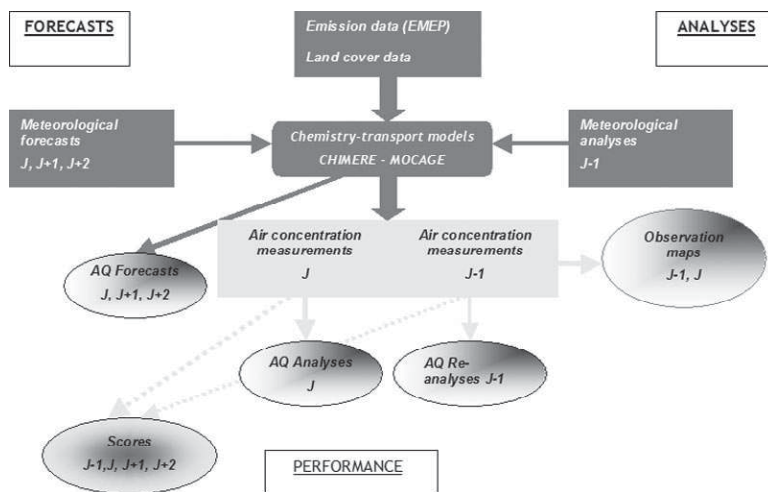 FORECASTS
Emission data (EMEP)
Land cover data
ANALYSES
Meteorological
forecasts
J, J+1, J+2
Chemistry-transport models
CHIMERE - MOCAGE
Meteorological
analyses
J-1
Air concentration
measurements
J
Air concentration
measurements
J-1
Observation
maps
J-1, J
AQ Forecasts
J, J+1, J+2
AQ Analyses
J
AQ Re-
analyses J-1
Scores
J-1,J, J+1, J+2
PERFORMANCE